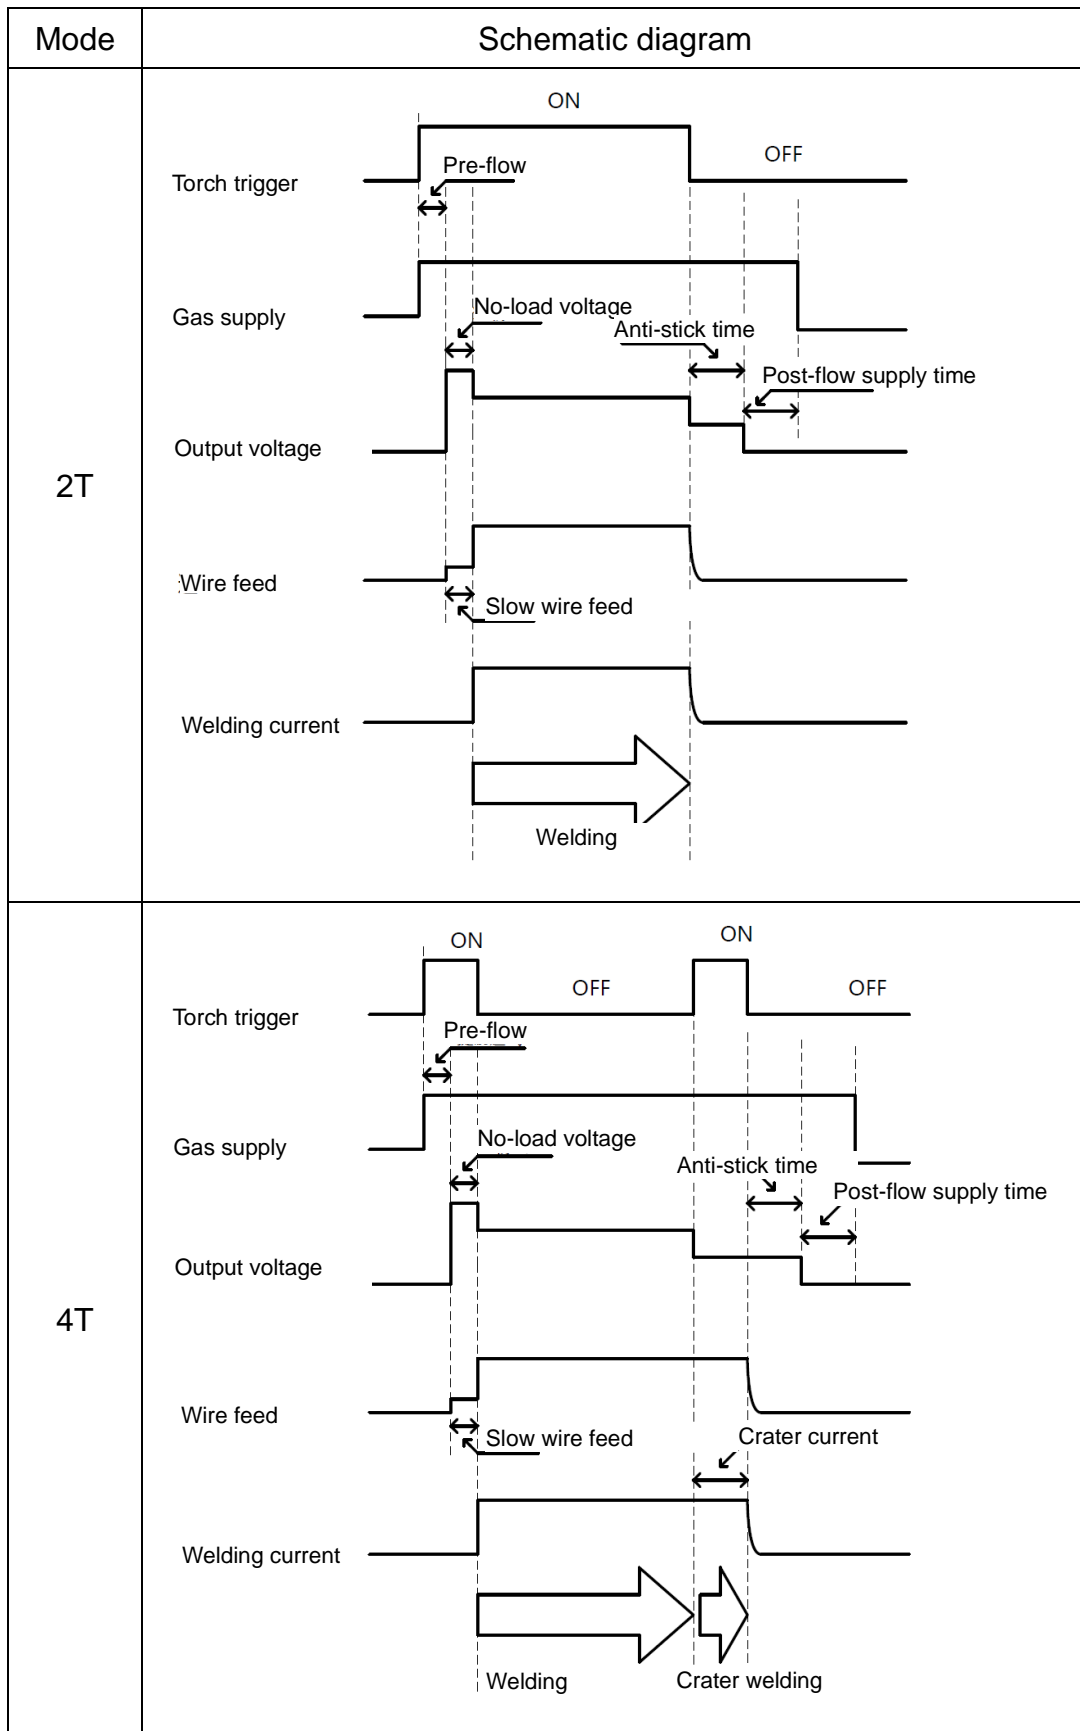 Mode
Schematic diagram
2T
ON
OFF
Pre-flow
Torch trigger
No-load voltage
Gas supply
Anti-stick time
Post-flow supply time
Output voltage
Wire feed
Slow wire feed
Welding current
Welding
4T
ON
ON
OFF
OFF
Torch trigger
Pre-flow
No-load voltage
Gas supply
Anti-stick time
Post-flow supply time
Output voltage
Wire feed
Slow wire feed
Crater current
Welding current
Welding
Crater welding